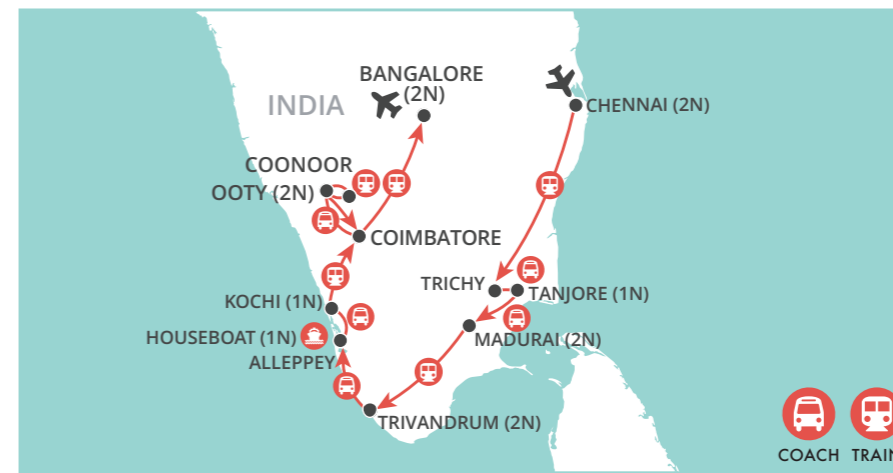 BANGALORE
(2N)
INDIA
CHENNAI (2N)
COONOOR
OOTY (2N)
COIMBATORE
TRICHY
TANJORE (1N)
KOCHI (1N)
MADURAI (2N)
HOUSEBOAT (1N)
ALLEPPEY
TRIVANDRUM (2N)
COACH TRAIN